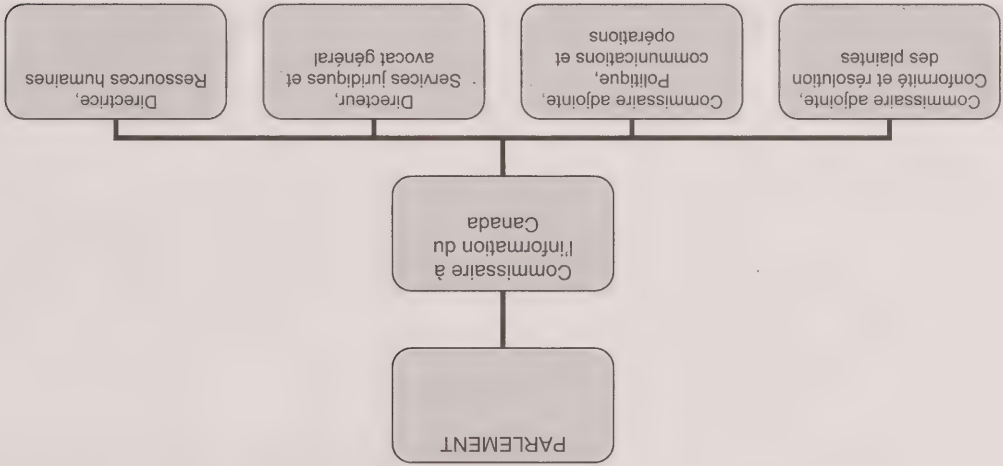 PARLEMENT
Commissaire à
l'information du
Canada
Commissaire adjointe,
Conformité et résolution
des plaintes
Commissaire adjointe,
Politique,
communications et
opérations
Directeur,
Services juridiques et
avocat général
Directrice,
Ressources humaines